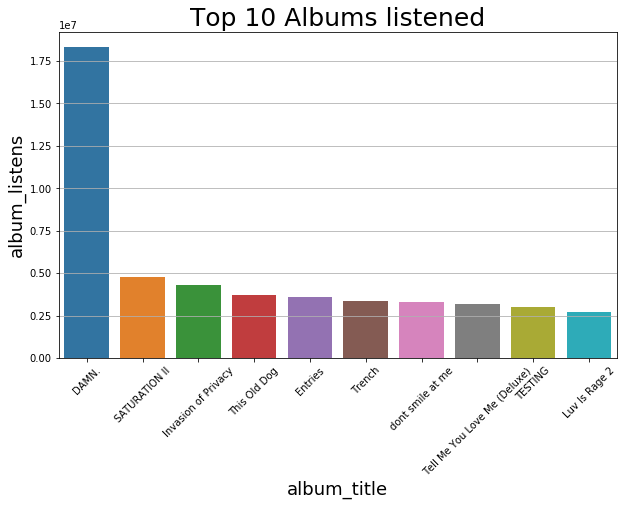 Top 10 Albums listened
1e7
1.75
1.50
1.25
1.00
0.75
0.50
0.25
0.00
album_listens
DAMN.
SATURATION II
Invasion of Privacy
This Old Dog
Entries
Trench
dont smile at me
Tell Me You Love Me (Deluxe)
TESTING
Luv Is Rage 2
album_title